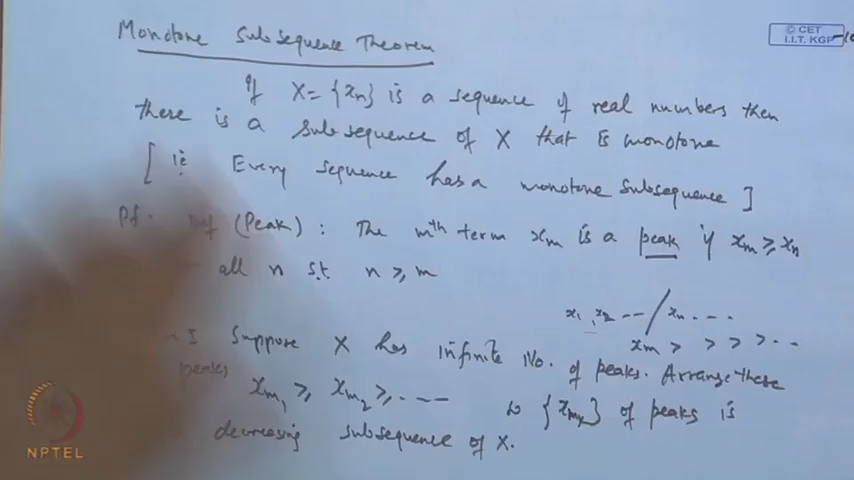 Monotone Subsequence Theorem
© CET
I.I.T. KGP
If X = {xn} is a sequence of real numbers then
there is a subsequence of X that is monotone
[ ie Every sequence has a monotone subsequence ]
Pf. (Peak) : The mth term xm is a peak if xm ≥ xn
all n s.t. n ≥ m
x1, x2 -- / xn . - - .
xm > > > > . . .
I Suppose X has infinite No. of peaks. Arrange these
peaks xm1 ≥ xm2 ≥ . - - -
{xmk} of peaks is
decreasing subsequence of X.
NPTEL